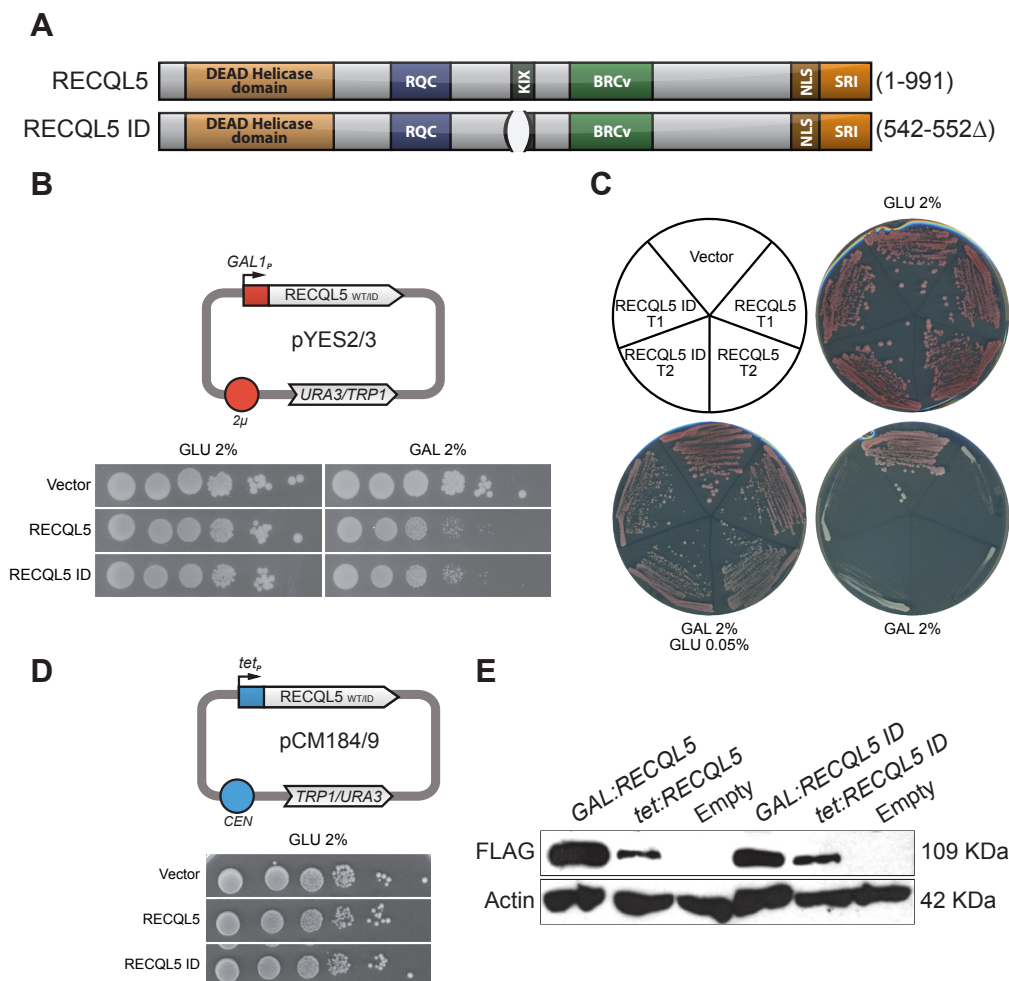 A
RECQL5 DEAD Helicase domain RQC KIX BRCv NLS SRI (1-991)
RECQL5 ID DEAD Helicase domain RQC BRCv NLS SRI (542-552Δ)
B
GAL1P
RECQL5 WT/ID
pYES2/3
URA3/TRP1
2μ
GLU 2% GAL 2%
Vector
RECQL5
RECQL5 ID
C
GLU 2%
Vector
RECQL5 ID T1
RECQL5 T1
RECQL5 ID T2
RECQL5 T2
GAL 2%
GLU 0.05%
GAL 2%
D
tetP
RECQL5 WT/ID
pCM184/9
TRP1/URA3
CEN
GLU 2%
Vector
RECQL5
RECQL5 ID
E
GAL:RECQL5 tet:RECQL5 Empty GAL:RECQL5 ID tet:RECQL5 ID Empty
FLAG 109 KDa
Actin 42 KDa